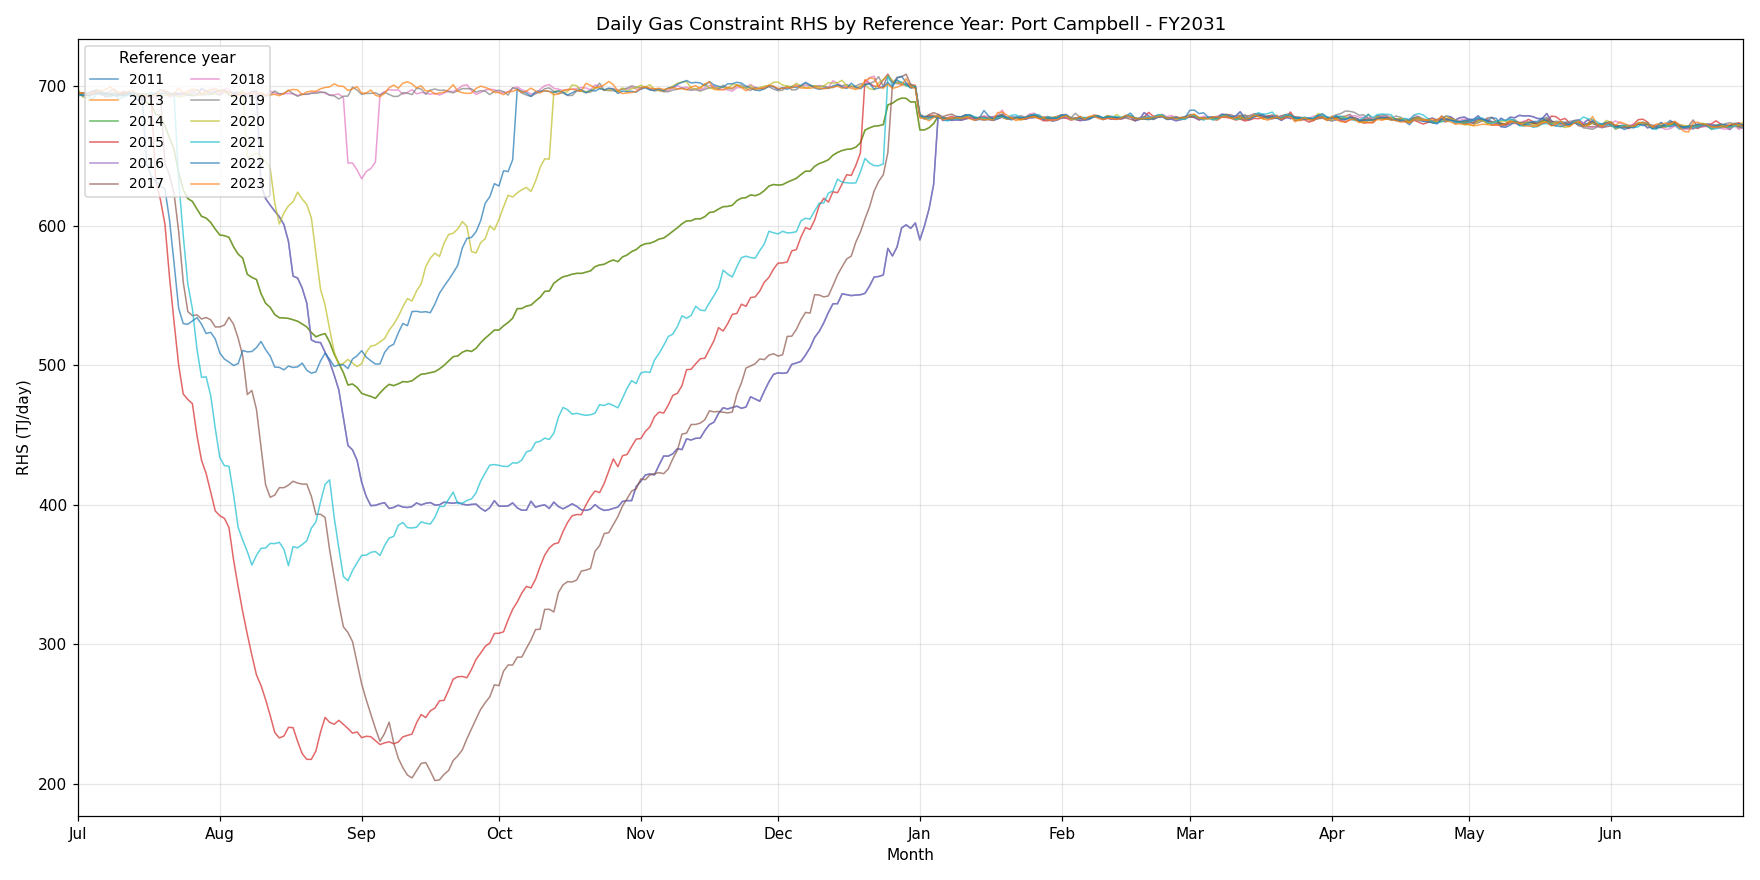 Daily Gas Constraint RHS by Reference Year: Port Campbell - FY2031
Reference year
2011 2018
2013 2019
2014 2020
2015 2021
2016 2022
2017 2023
700
600
500
400
300
200
RHS (TJ/day)
Jul Aug Sep Oct Nov Dec Jan Feb Mar Apr May Jun
Month